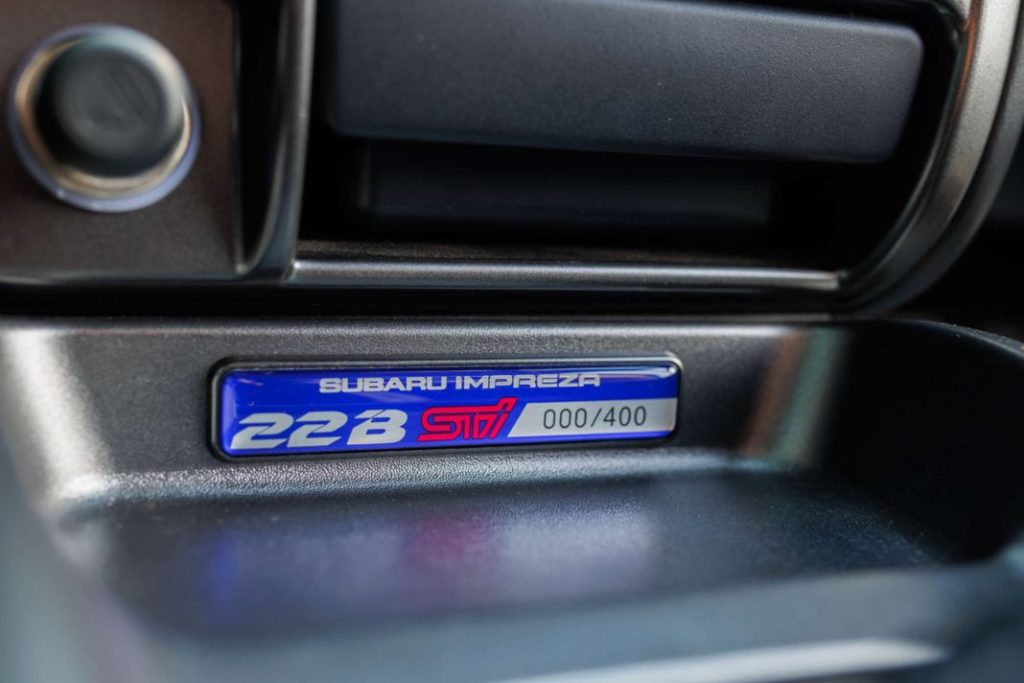 SUBARU IMPREZA
22B STi 000/400